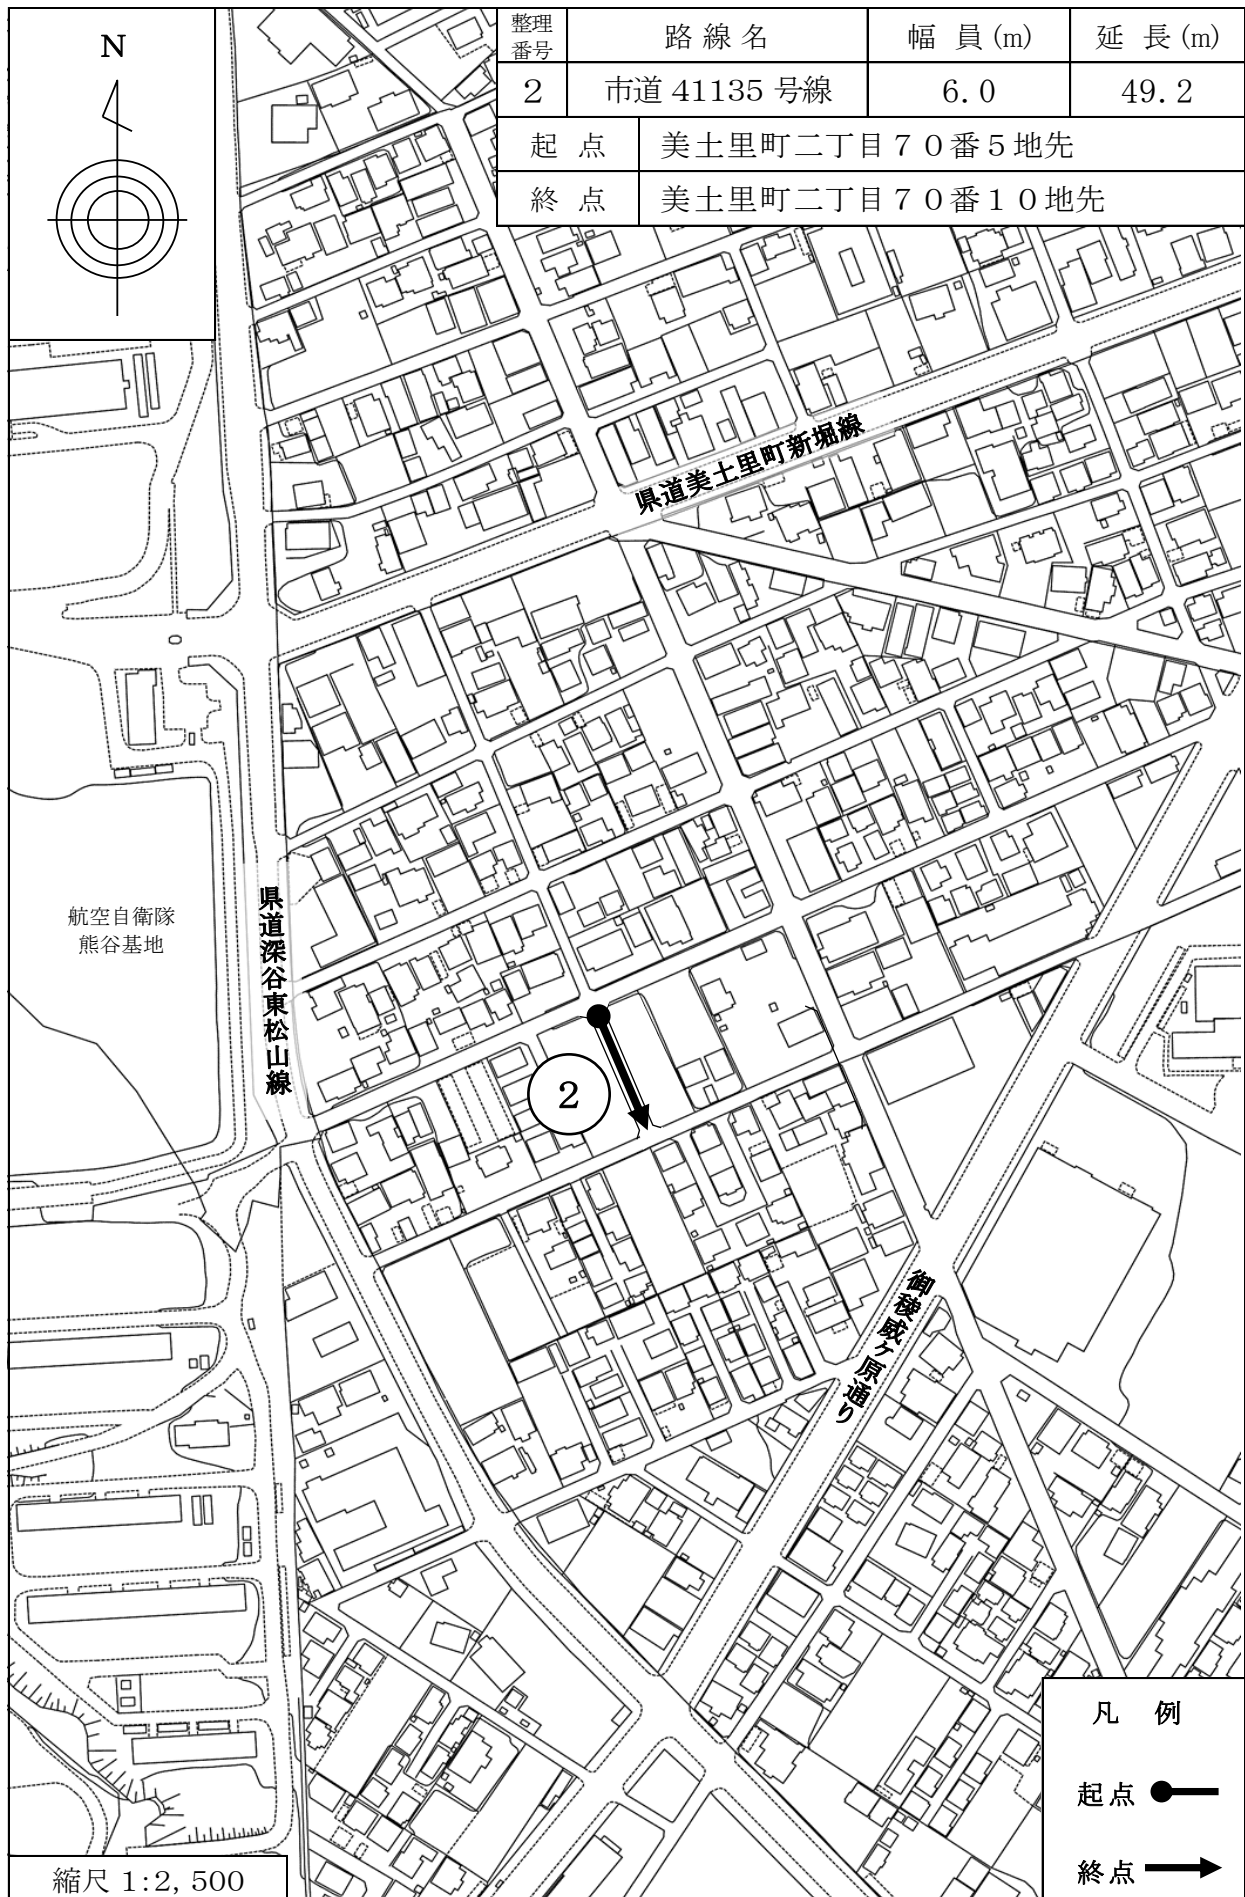 N
整理番号 路線名 幅員(m) 延長(m)
2 市道41135号線 6.0 49.2
起点 美土里町二丁目７０番５地先
終点 美土里町二丁目７０番１０地先
県道美土里町新堀線
航空自衛隊
熊谷基地
県道深谷東松山線
2
御稜威ケ原通り
凡例
起点
終点
縮尺 1:2,500